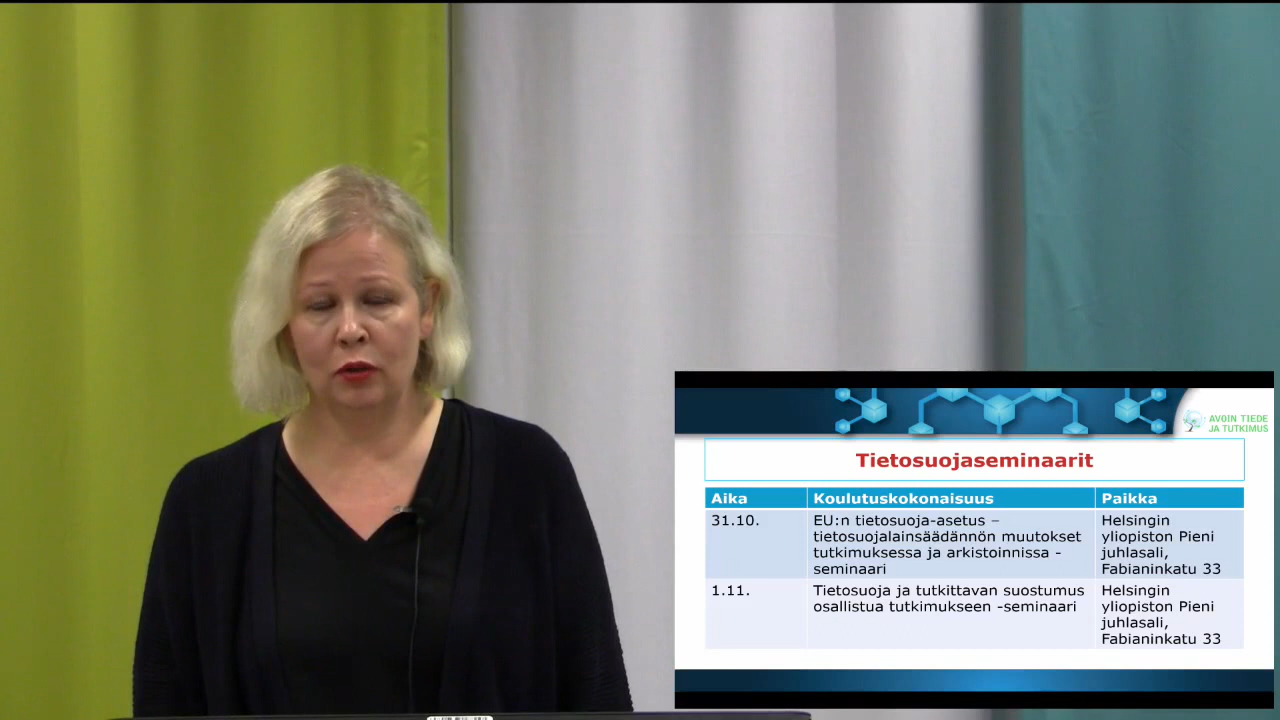 AVOIN TIEDE
JA TUTKIMUS
Tietosuojaseminaarit
Aika Koulutuskokonaisuus Paikka
31.10. EU:n tietosuoja-asetus – Helsingin
tietosuojalainsäädännön muutokset yliopiston Pieni
tutkimuksessa ja arkistoinnissa - juhlasali,
seminaari Fabianinkatu 33
1.11. Tietosuoja ja tutkittavan suostumus Helsingin
osallistua tutkimukseen -seminaari yliopiston Pieni
juhlasali,
Fabianinkatu 33